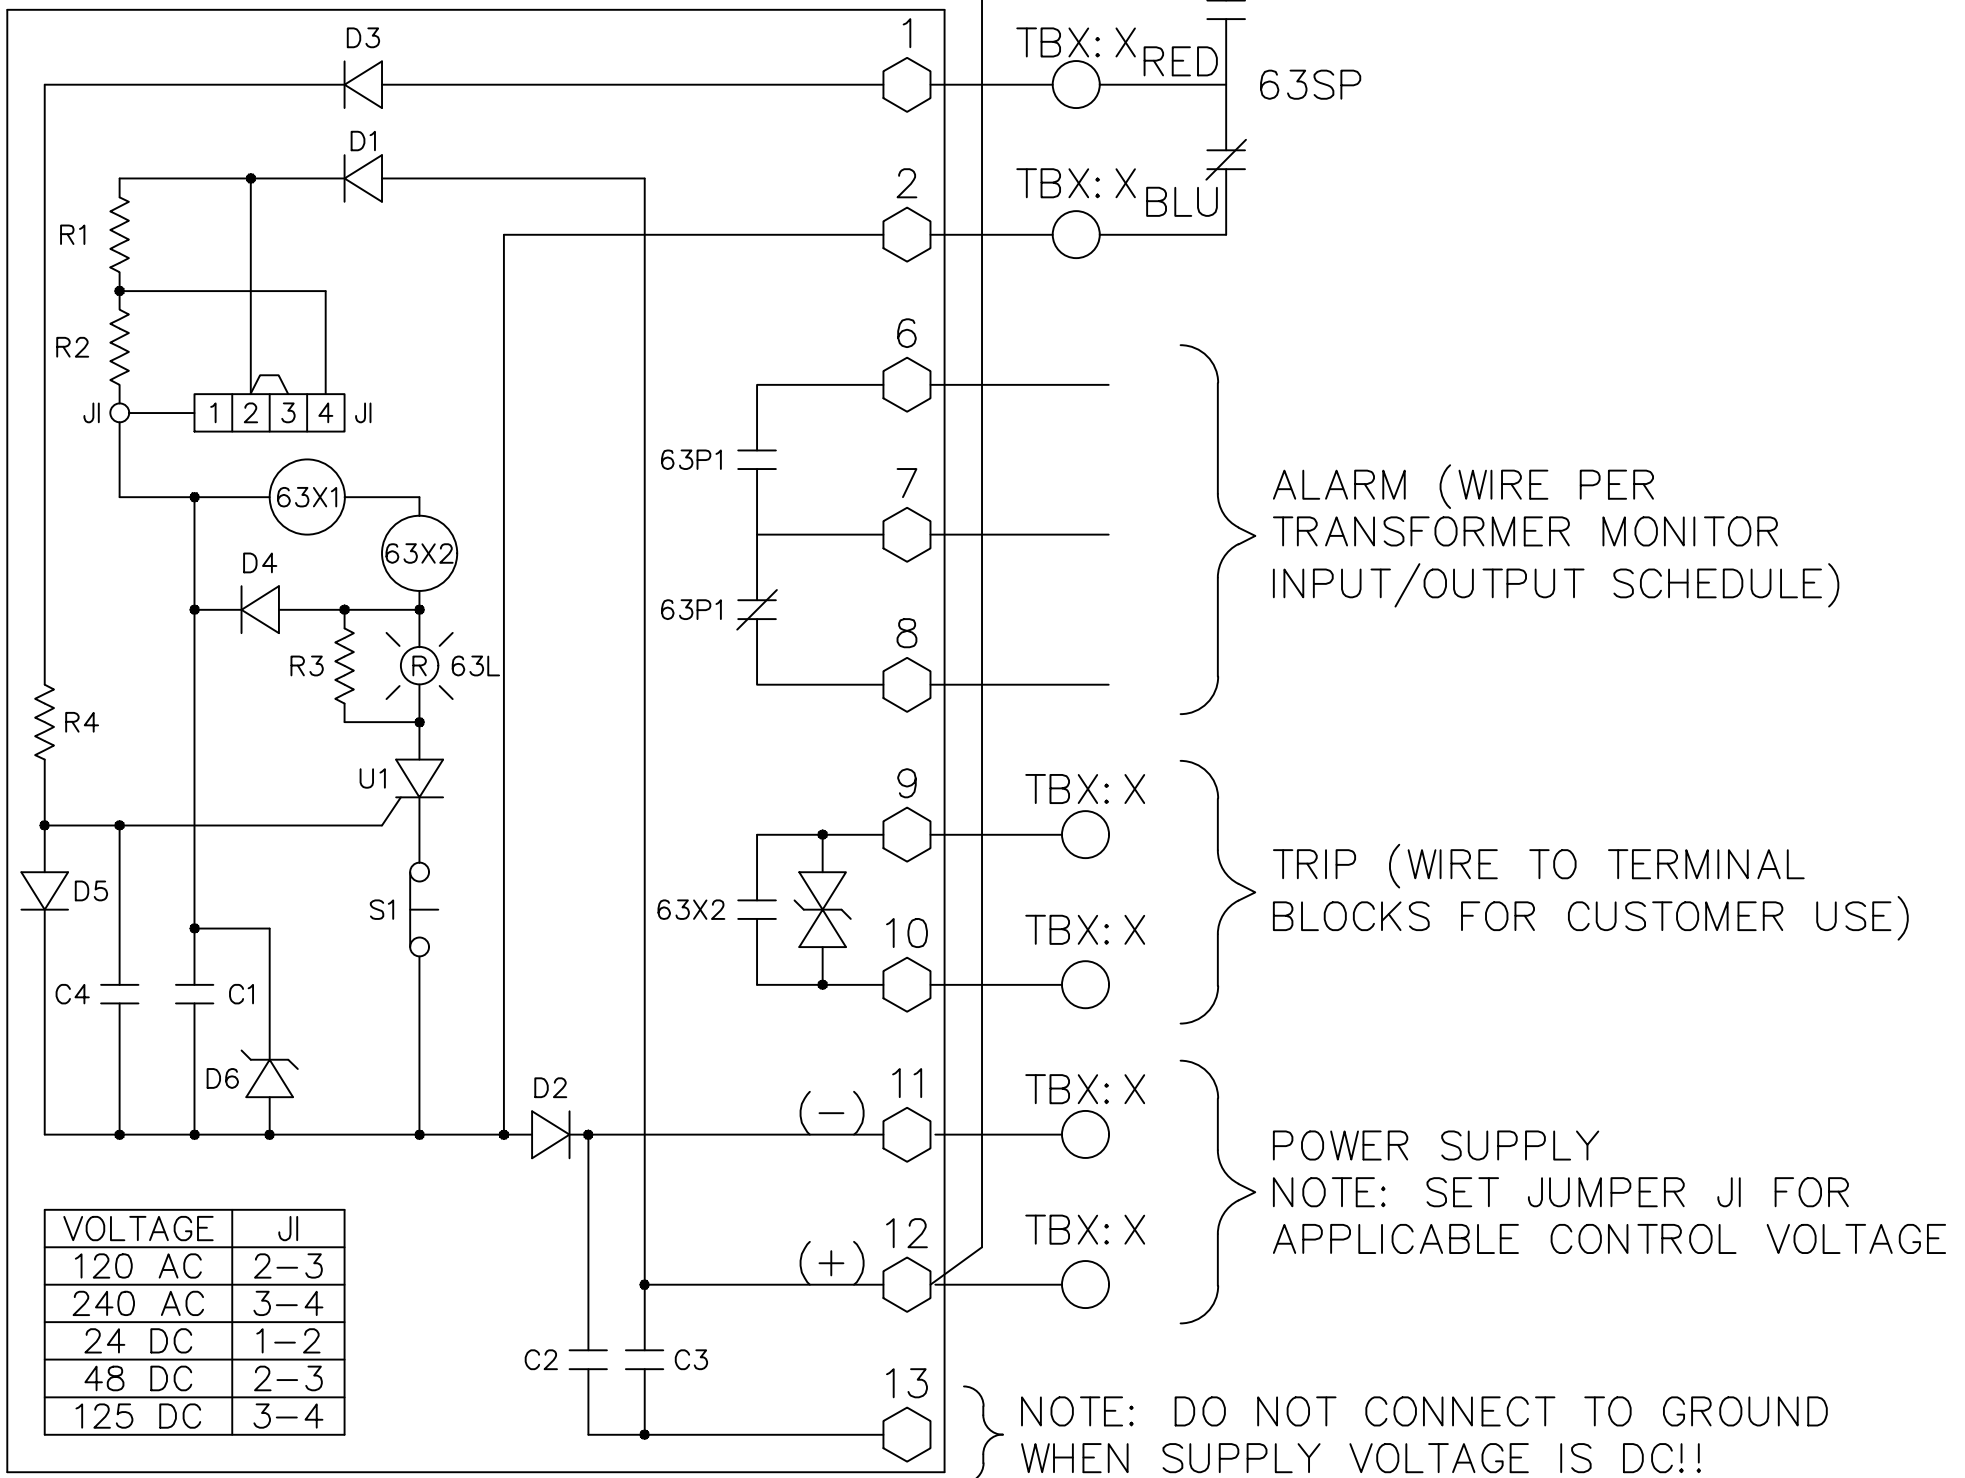 D3
1
TBX: X
RED
63SP
D1
2
TBX: X
BLU
R1
R2
JI
1 2 3 4
JI
6
63P1
7
63P1
8
ALARM (WIRE PER
TRANSFORMER MONITOR
INPUT/OUTPUT SCHEDULE)
63X1
63X2
D4
R3
R
63L
R4
U1
9
TBX: X
D5
S1
63X2
10
TBX: X
TRIP (WIRE TO TERMINAL
BLOCKS FOR CUSTOMER USE)
C4
C1
D6
D2
(-)
11
TBX: X
(+)
12
TBX: X
POWER SUPPLY
NOTE: SET JUMPER JI FOR
APPLICABLE CONTROL VOLTAGE
VOLTAGE JI
120 AC 2-3
240 AC 3-4
24 DC 1-2
48 DC 2-3
125 DC 3-4
C2
C3
13
NOTE: DO NOT CONNECT TO GROUND
WHEN SUPPLY VOLTAGE IS DC!!